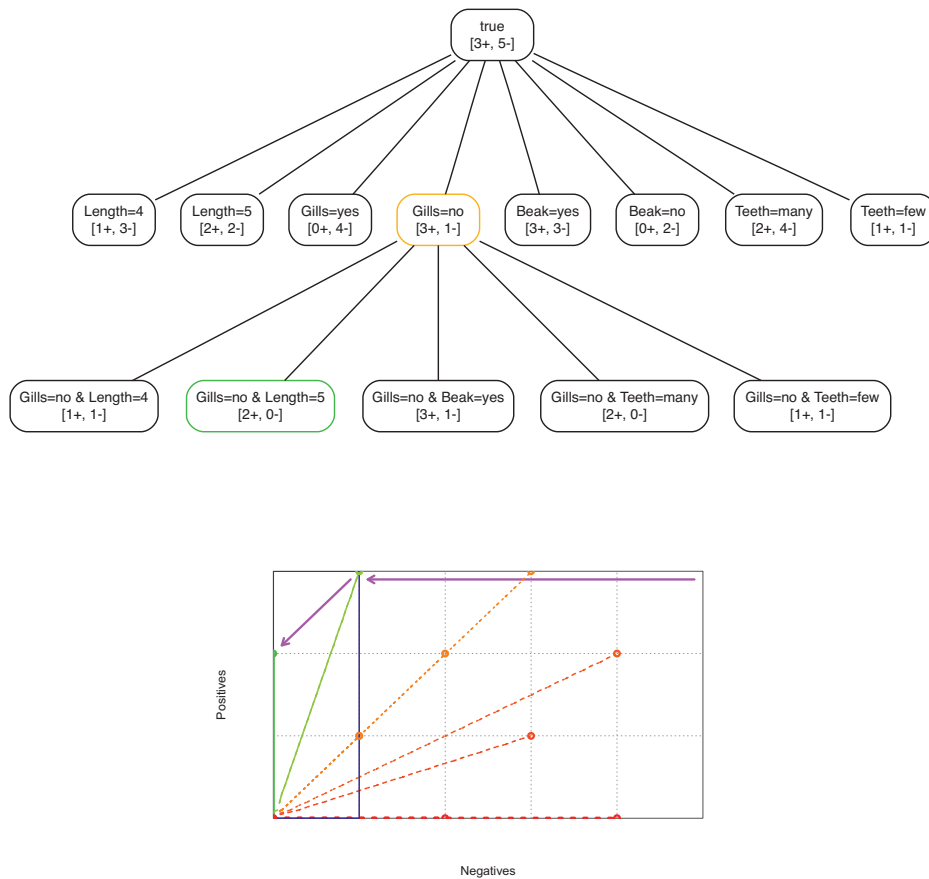 true
[3+, 5-]
Length=4
[1+, 3-]
Length=5
[2+, 2-]
Gills=yes
[0+, 4-]
Gills=no
[3+, 1-]
Beak=yes
[3+, 3-]
Beak=no
[0+, 2-]
Teeth=many
[2+, 4-]
Teeth=few
[1+, 1-]
Gills=no & Length=4
[1+, 1-]
Gills=no & Length=5
[2+, 0-]
Gills=no & Beak=yes
[3+, 1-]
Gills=no & Teeth=many
[2+, 0-]
Gills=no & Teeth=few
[1+, 1-]
Positives
Negatives